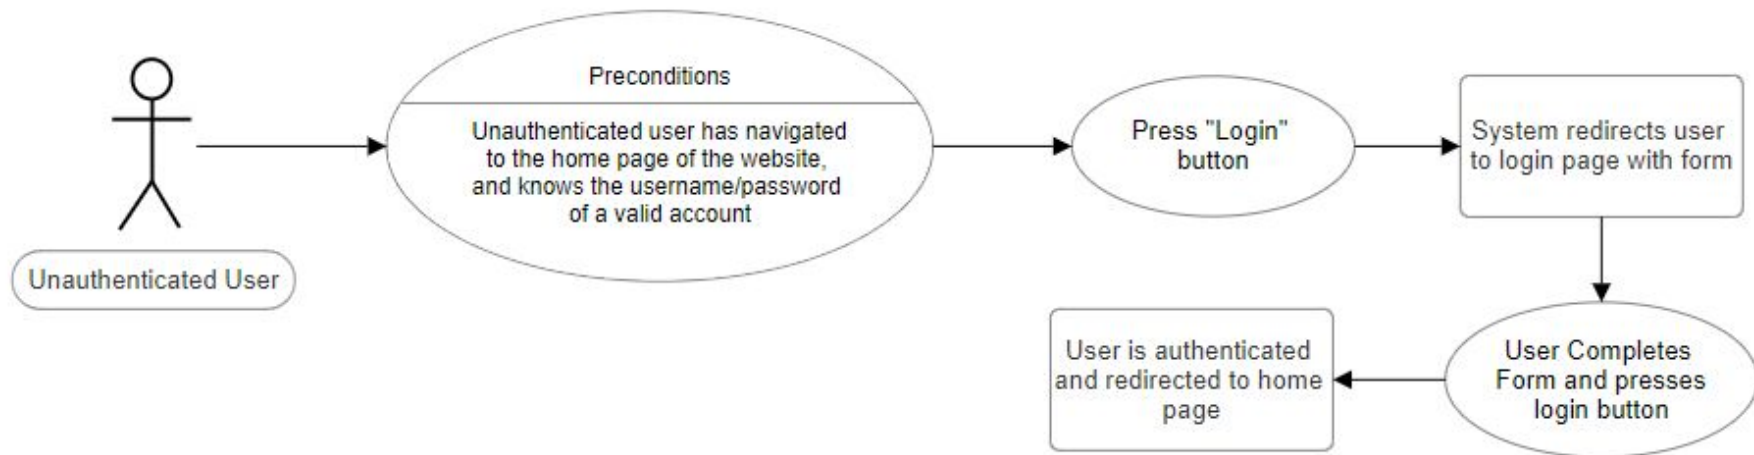 Unauthenticated User
Preconditions
Unauthenticated user has navigated
to the home page of the website,
and knows the username/password
of a valid account
Press "Login"
button
System redirects user
to login page with form
User Completes
Form and presses
login button
User is authenticated
and redirected to home
page